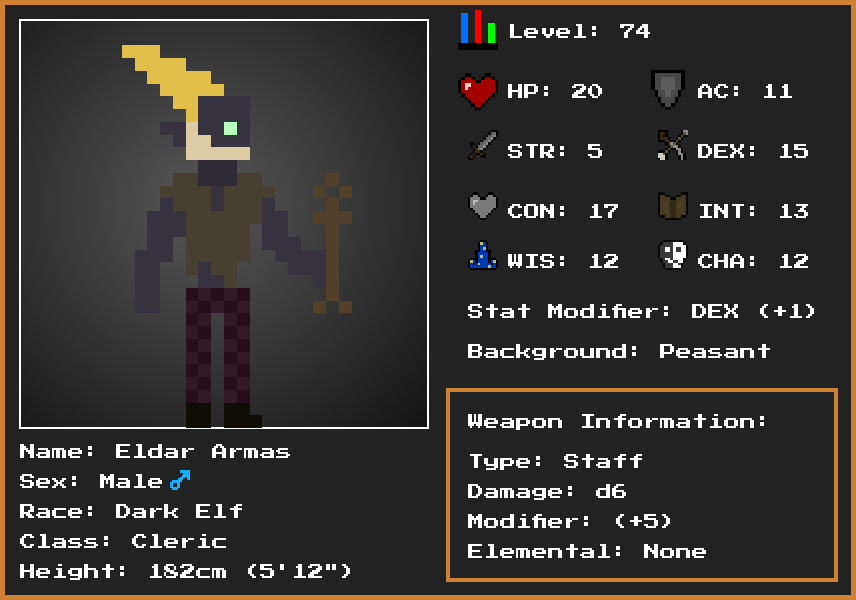 Level: 74
HP: 20 AC: 11
STR: 5 DEX: 15
CON: 17 INT: 13
WIS: 12 CHA: 12
Stat Modifier: DEX (+1)
Background: Peasant
Weapon Information:
Type: Staff
Damage: d6
Modifier: (+5)
Elemental: None
Name: Eldar Armas
Sex: Male ♂
Race: Dark Elf
Class: Cleric
Height: 182cm (5'12")